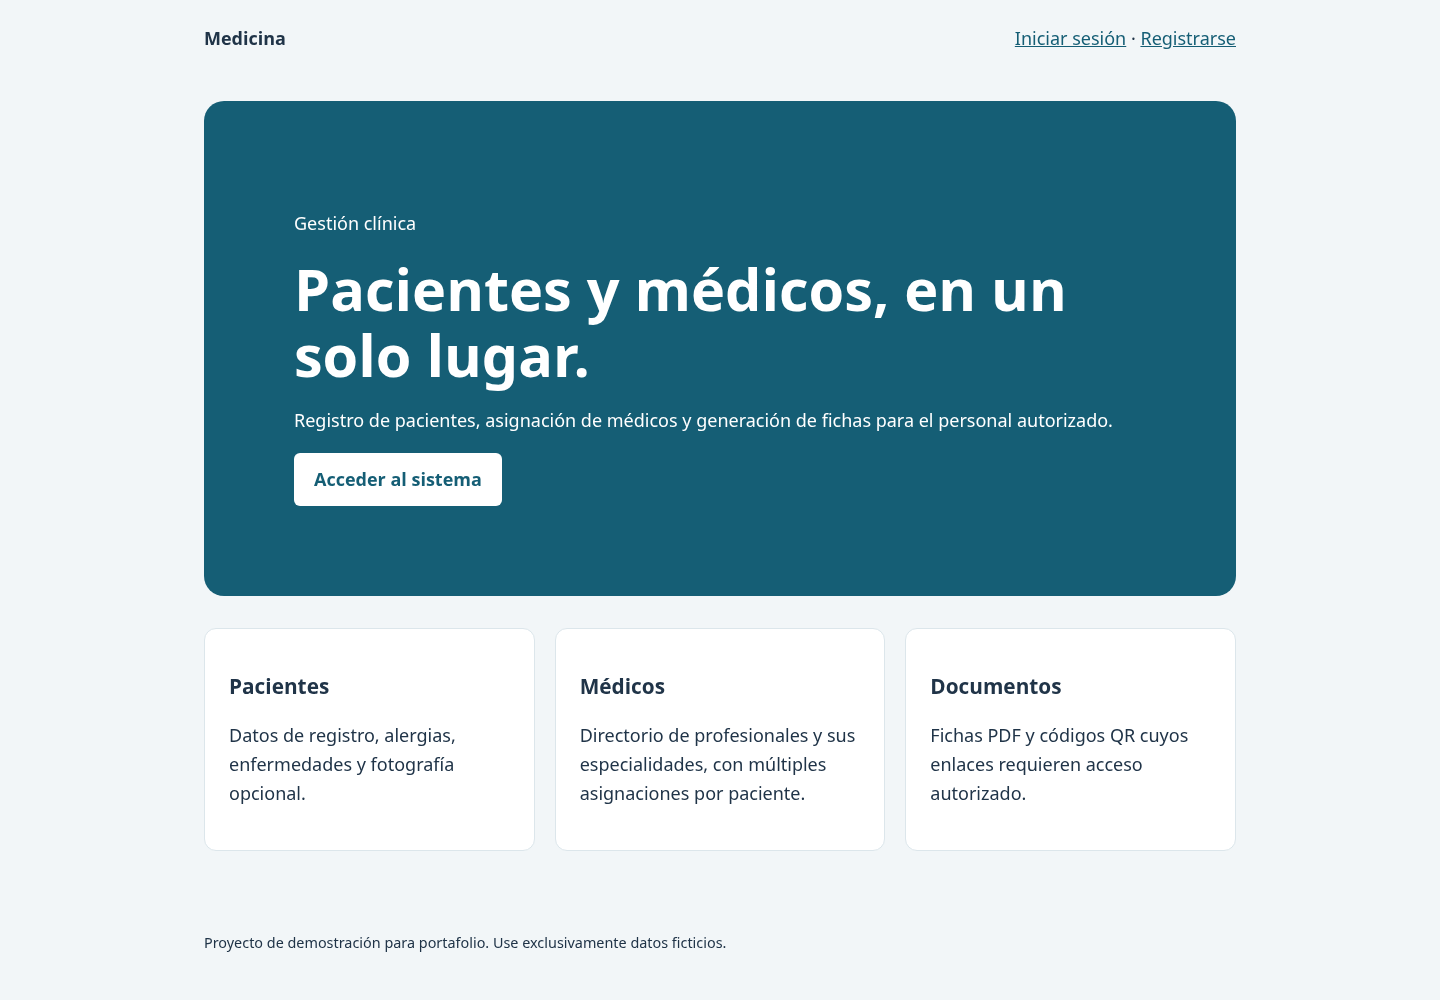 Medicina
Iniciar sesión · Registrarse
Gestión clínica
Pacientes y médicos, en un
solo lugar.
Registro de pacientes, asignación de médicos y generación de fichas para el personal autorizado.
Acceder al sistema
Pacientes
Datos de registro, alergias,
enfermedades y fotografía
opcional.
Médicos
Directorio de profesionales y sus
especialidades, con múltiples
asignaciones por paciente.
Documentos
Fichas PDF y códigos QR cuyos
enlaces requieren acceso
autorizado.
Proyecto de demostración para portafolio. Use exclusivamente datos ficticios.